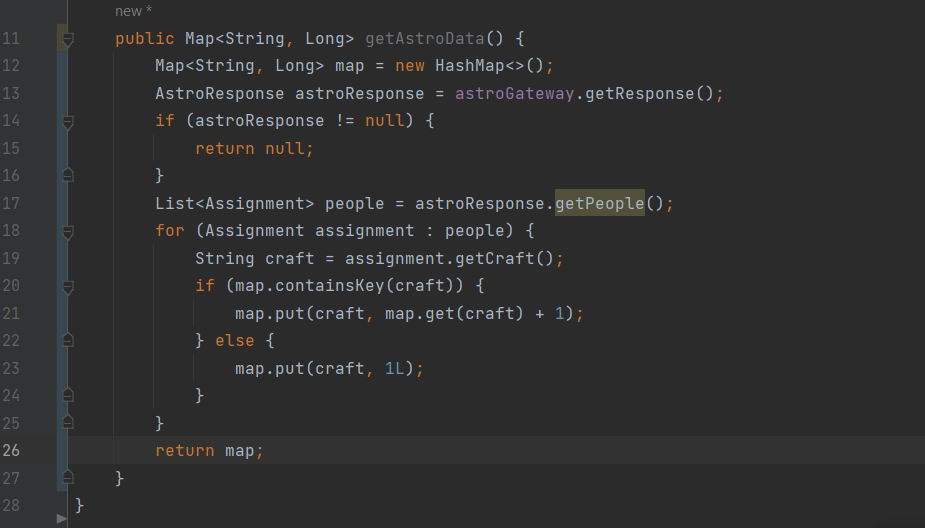 new *
11 public Map<String, Long> getAstroData() {
12 Map<String, Long> map = new HashMap<>();
13 AstroResponse astroResponse = astroGateway.getResponse();
14 if (astroResponse != null) {
15 return null;
16 }
17 List<Assignment> people = astroResponse.getPeople();
18 for (Assignment assignment : people) {
19 String craft = assignment.getCraft();
20 if (map.containsKey(craft)) {
21 map.put(craft, map.get(craft) + 1);
22 } else {
23 map.put(craft, 1L);
24 }
25 }
26 return map;
27 }
28 }